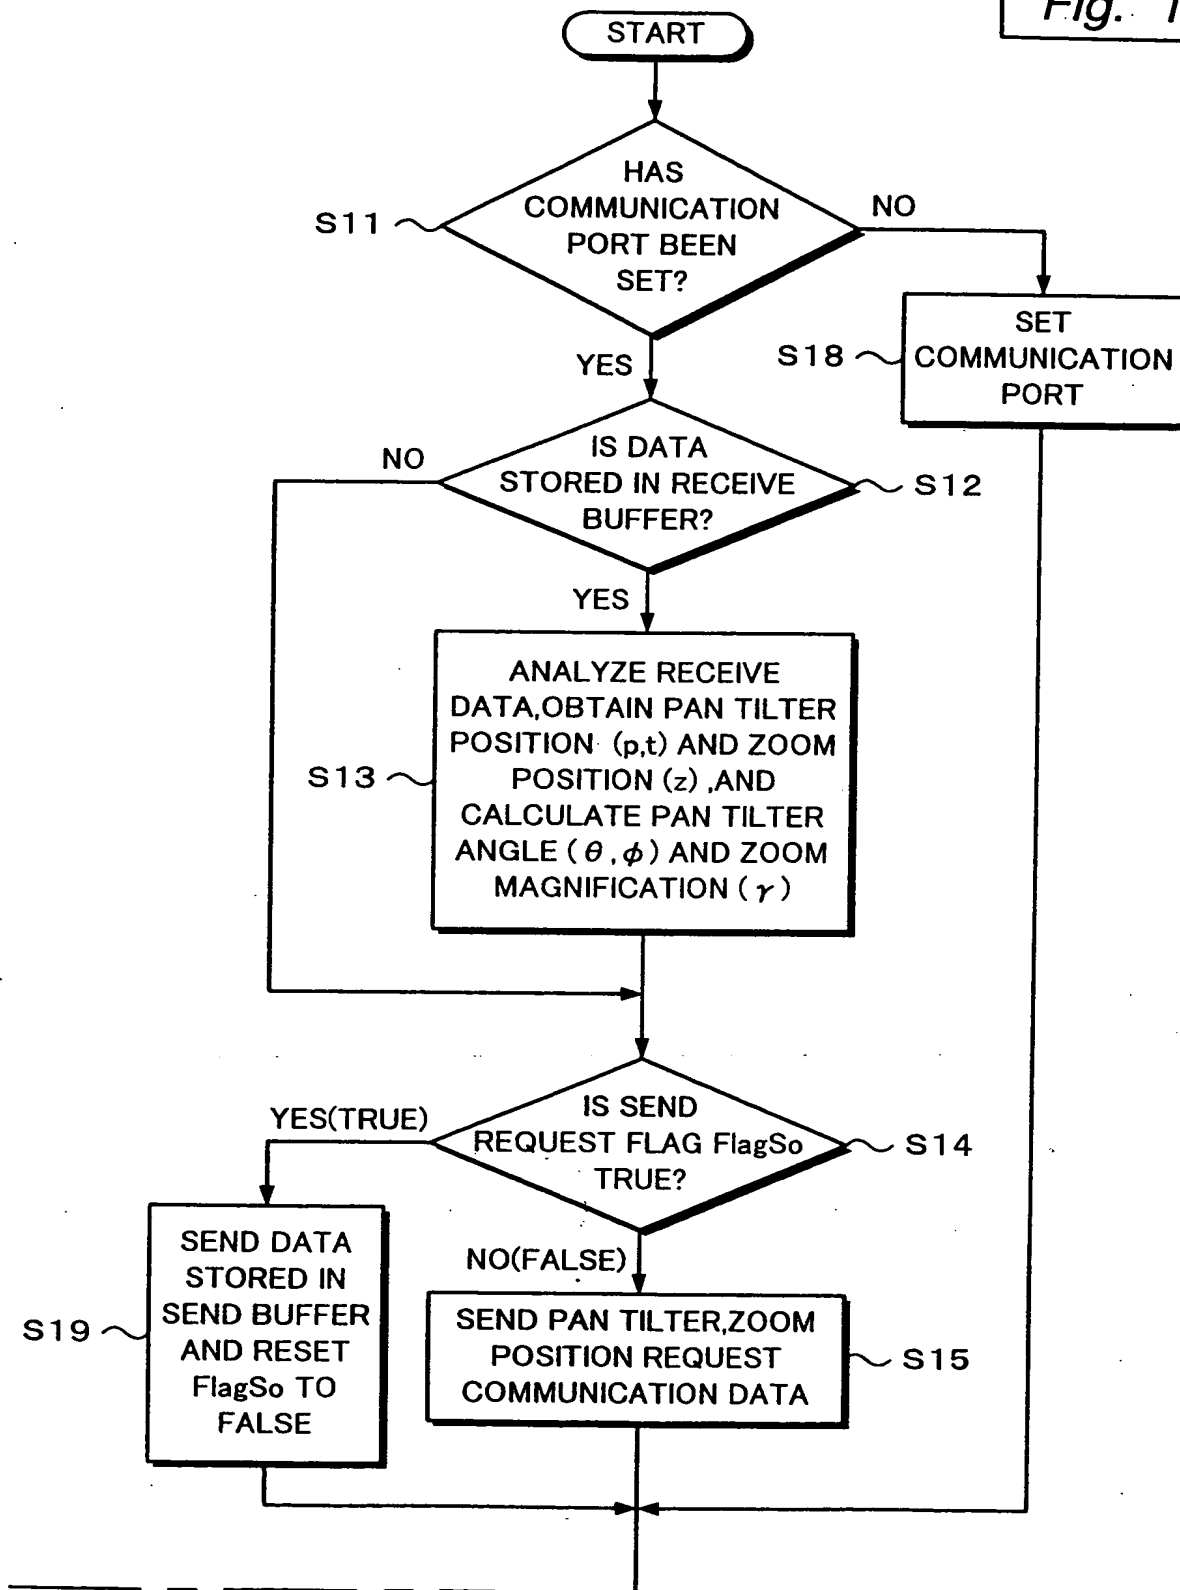 Fig. 1
START
HAS
COMMUNICATION
PORT BEEN
SET?
S11
NO
SET
COMMUNICATION
PORT
S18
YES
IS DATA
STORED IN RECEIVE
BUFFER?
NO
S12
YES
ANALYZE RECEIVE
DATA,OBTAIN PAN TILTER
POSITION (p,t) AND ZOOM
POSITION (z) ,AND
CALCULATE PAN TILTER
ANGLE (θ,φ) AND ZOOM
MAGNIFICATION (γ)
S13
YES(TRUE)
IS SEND
REQUEST FLAG FlagSo
TRUE?
S14
SEND DATA
STORED IN
SEND BUFFER
AND RESET
FlagSo TO
FALSE
S19
NO(FALSE)
SEND PAN TILTER,ZOOM
POSITION REQUEST
COMMUNICATION DATA
S15